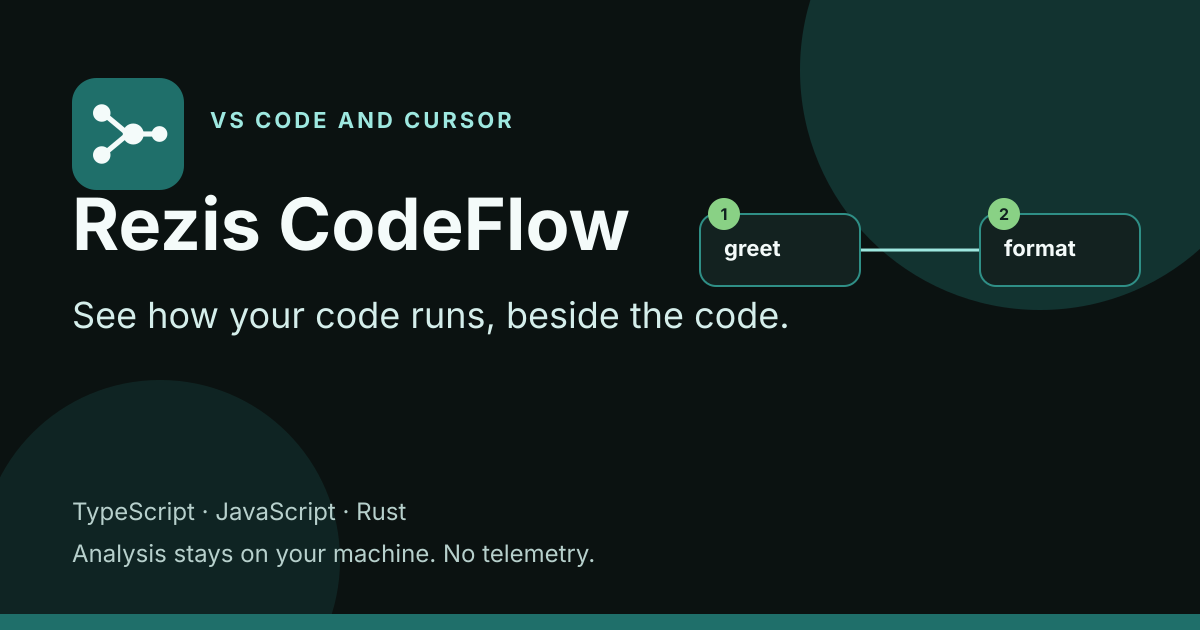 VS CODE AND CURSOR
Rezis CodeFlow
See how your code runs, beside the code.
1
greet
2
format
TypeScript · JavaScript · Rust
Analysis stays on your machine. No telemetry.